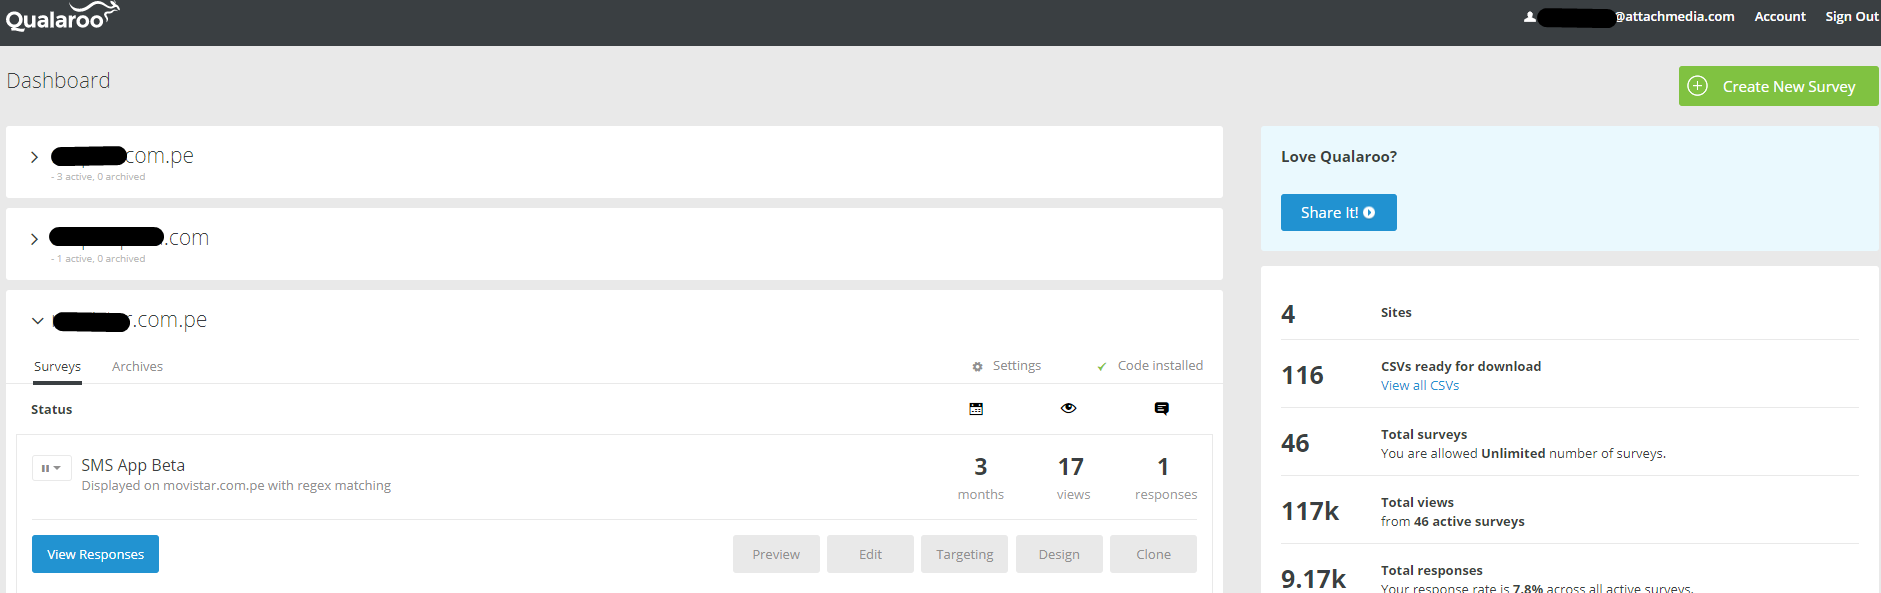 Qualaroo
@attachmedia.com Account Sign Out
Dashboard
Create New Survey
com.pe
- 3 active, 0 archived
.com
- 1 active, 0 archived
.com.pe
Surveys Archives Settings Code installed
Status
SMS App Beta
Displayed on movistar.com.pe with regex matching
3 17 1
months views responses
View Responses Preview Edit Targeting Design Clone
Love Qualaroo?
Share It!
4 Sites
116 CSVs ready for download
View all CSVs
46 Total surveys
You are allowed Unlimited number of surveys.
117k Total views
from 46 active surveys
9.17k Total responses
Your response rate is 7.8% across all active surveys.